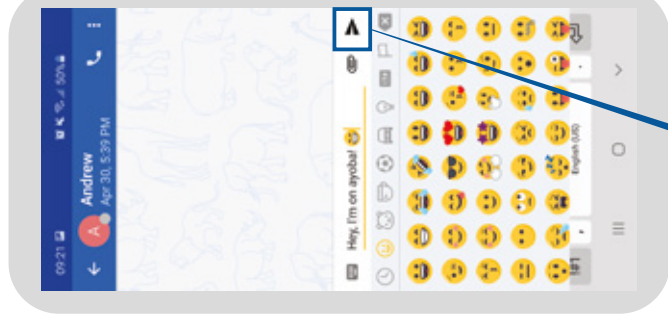 09:21 50%
Andrew
Apr 30, 5:39 PM
Hey, I'm on ayoba!
!#1 , English (US) .